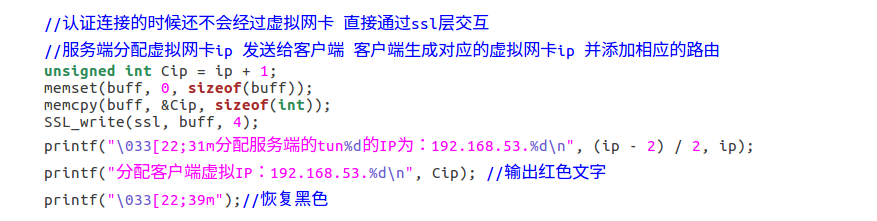 //认证连接的时候还不会经过虚拟网卡 直接通过ssl层交互
//服务端分配虚拟网卡ip 发送给客户端 客户端生成对应的虚拟网卡ip 并添加相应的路由
unsigned int Cip = ip + 1;
memset(buff, 0, sizeof(buff));
memcpy(buff, &Cip, sizeof(int));
SSL_write(ssl, buff, 4);
printf("\033[22;31m分配服务端的tun%d的IP为：192.168.53.%d\n", (ip - 2) / 2, ip);
printf("分配客户端虚拟IP：192.168.53.%d\n", Cip); //输出红色文字
printf("\033[22;39m");//恢复黑色